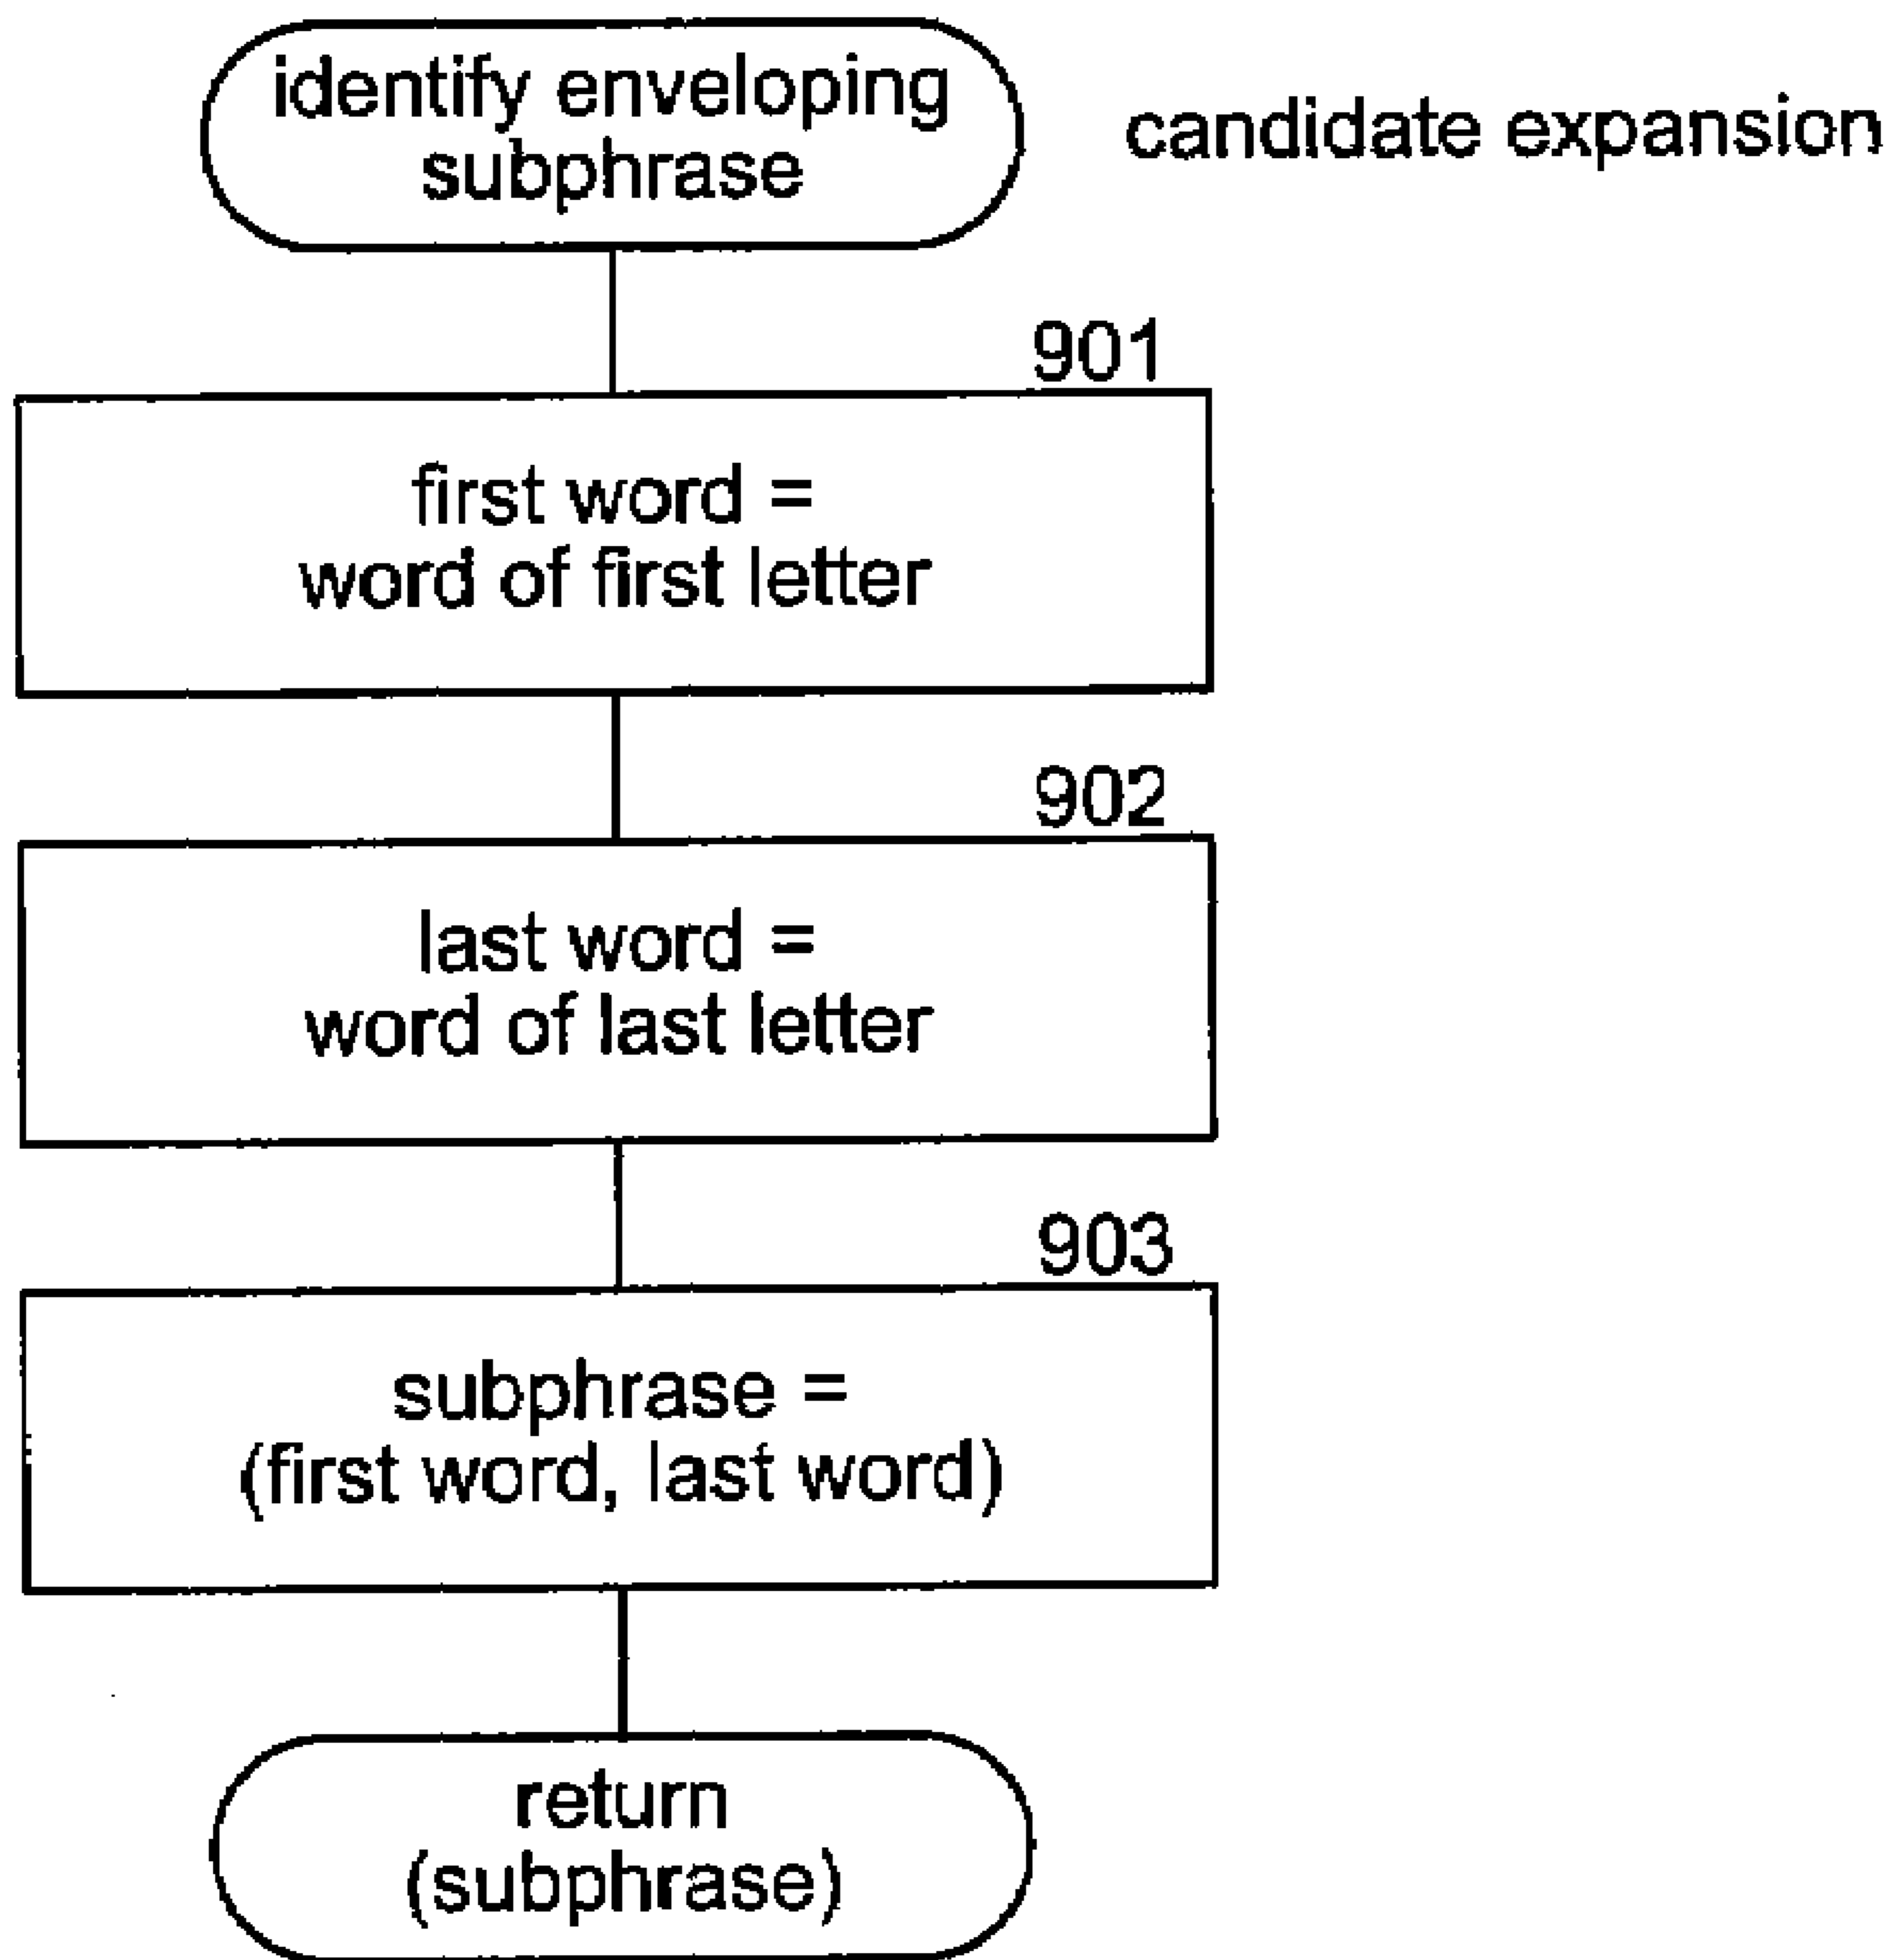 identify enveloping
subphrase
candidate expansion
901
first word =
word of first letter
902
last word =
word of last letter
903
subphrase =
(first word, last word)
return
(subphrase)